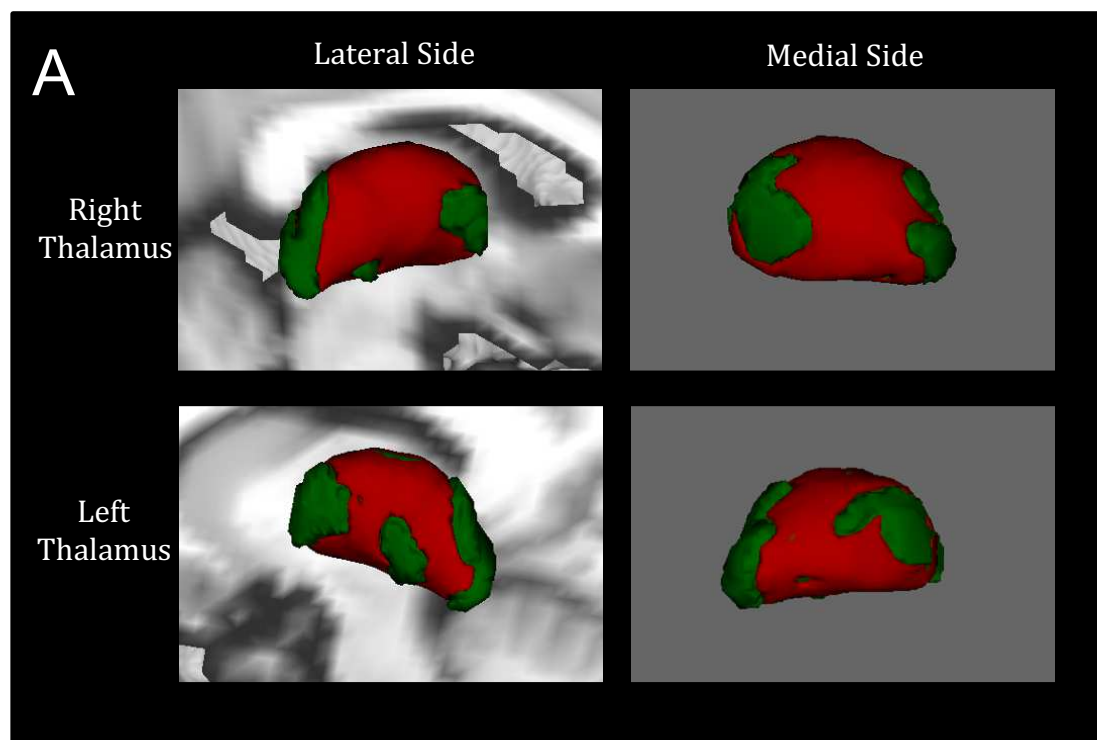 A
Lateral Side
Medial Side
Right
Thalamus
Left
Thalamus